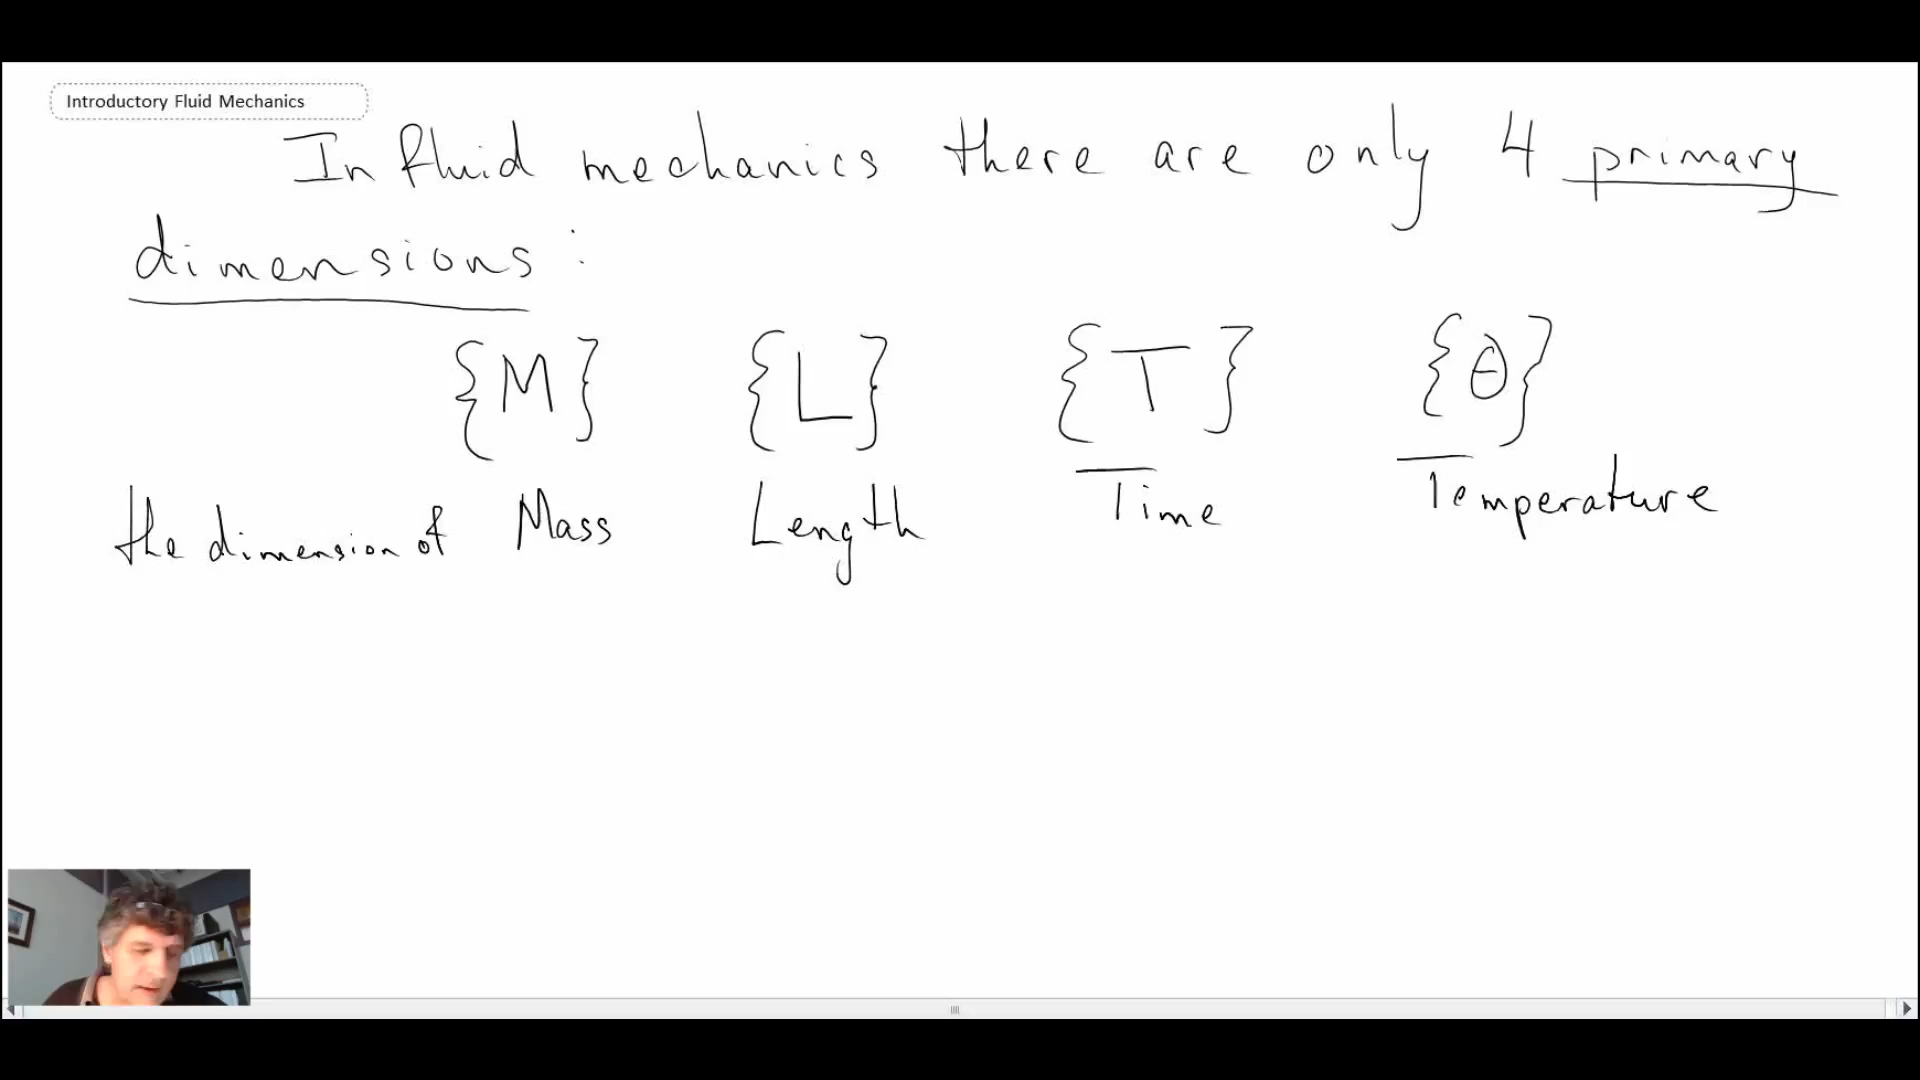 Introductory Fluid Mechanics
In fluid mechanics there are only 4 primary
dimensions:
{M} {L} {T} {θ}
the dimension of Mass Length Time Temperature